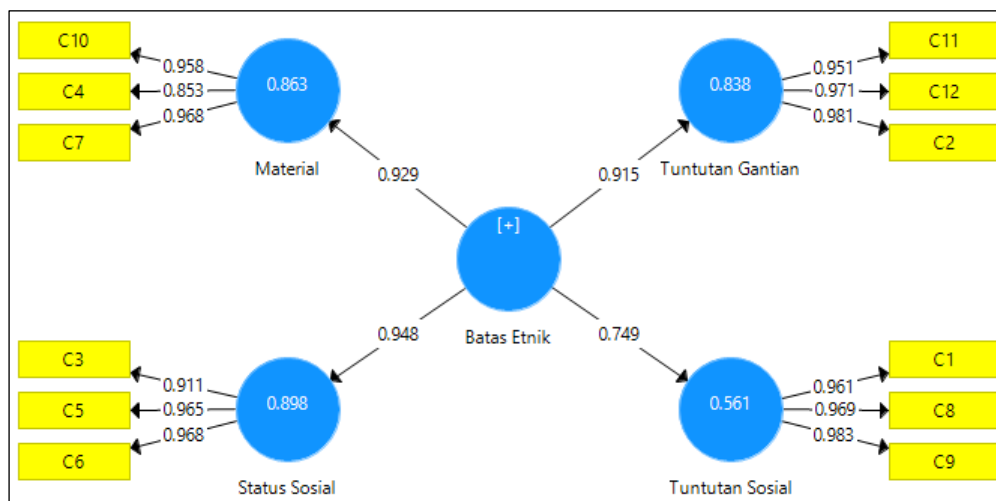 C10
0.958
C4
0.853
C7
0.968
0.863
Material
0.929
C11
0.951
C12
0.971
C2
0.981
0.838
Tuntutan Gantian
0.915
[+]
Batas Etnik
C3
0.911
C5
0.965
C6
0.968
0.898
Status Sosial
0.948
C1
0.961
C8
0.969
C9
0.983
0.561
Tuntutan Sosial
0.749